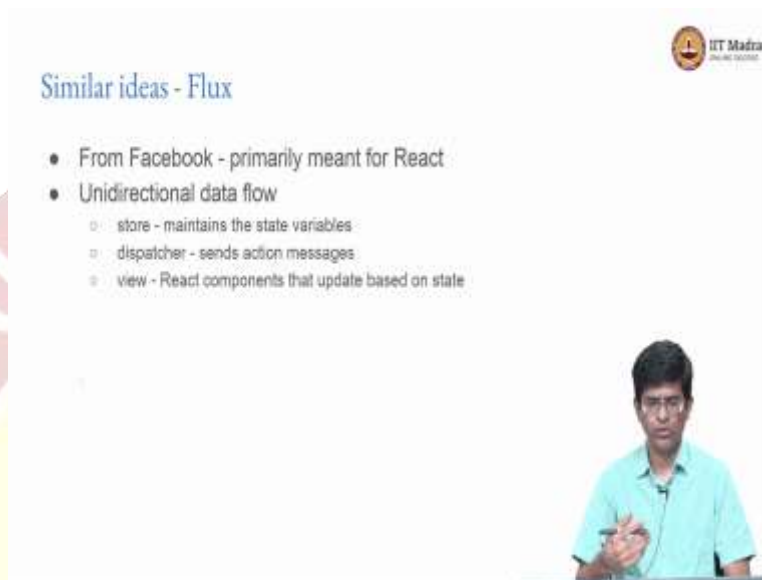 IIT Madras
Similar ideas - Flux
● From Facebook - primarily meant for React
● Unidirectional data flow
○ store - maintains the state variables
○ dispatcher - sends action messages
○ view - React components that update based on state